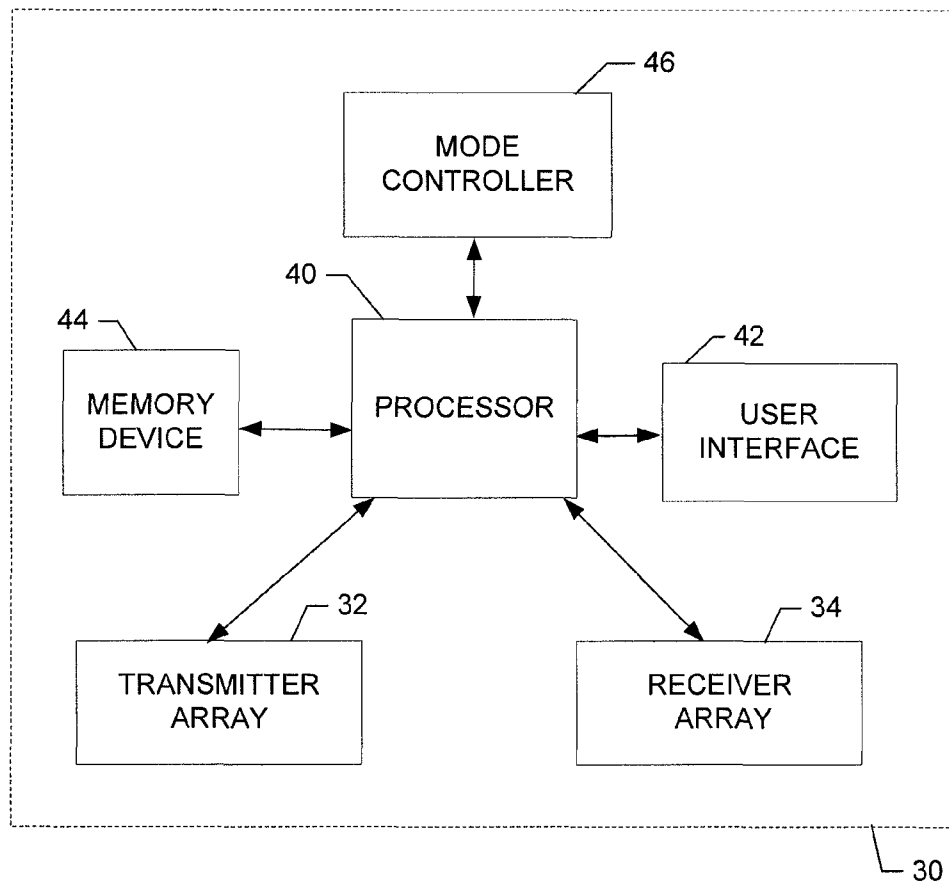 46
MODE
CONTROLLER
40
44
42
MEMORY
DEVICE
PROCESSOR
USER
INTERFACE
32
34
TRANSMITTER
ARRAY
RECEIVER
ARRAY
30